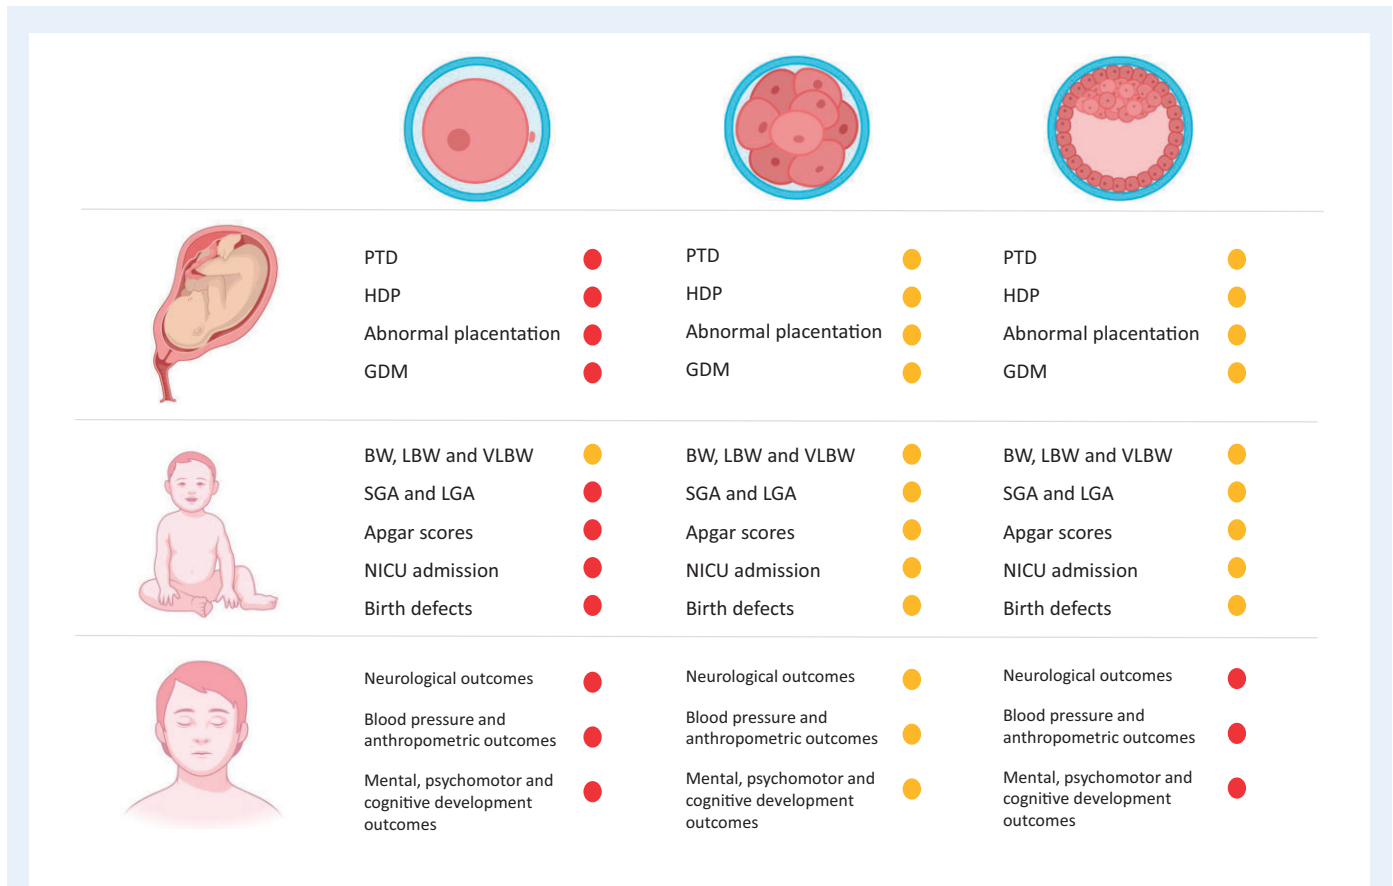 PTD
PTD
PTD
HDP
HDP
HDP
Abnormal placentation
Abnormal placentation
Abnormal placentation
GDM
GDM
GDM
BW, LBW and VLBW
BW, LBW and VLBW
BW, LBW and VLBW
SGA and LGA
SGA and LGA
SGA and LGA
Apgar scores
Apgar scores
Apgar scores
NICU admission
NICU admission
NICU admission
Birth defects
Birth defects
Birth defects
Neurological outcomes
Neurological outcomes
Neurological outcomes
Blood pressure and
anthropometric outcomes
Blood pressure and
anthropometric outcomes
Blood pressure and
anthropometric outcomes
Mental, psychomotor and
cognitive development
outcomes
Mental, psychomotor and
cognitive development
outcomes
Mental, psychomotor and
cognitive development
outcomes